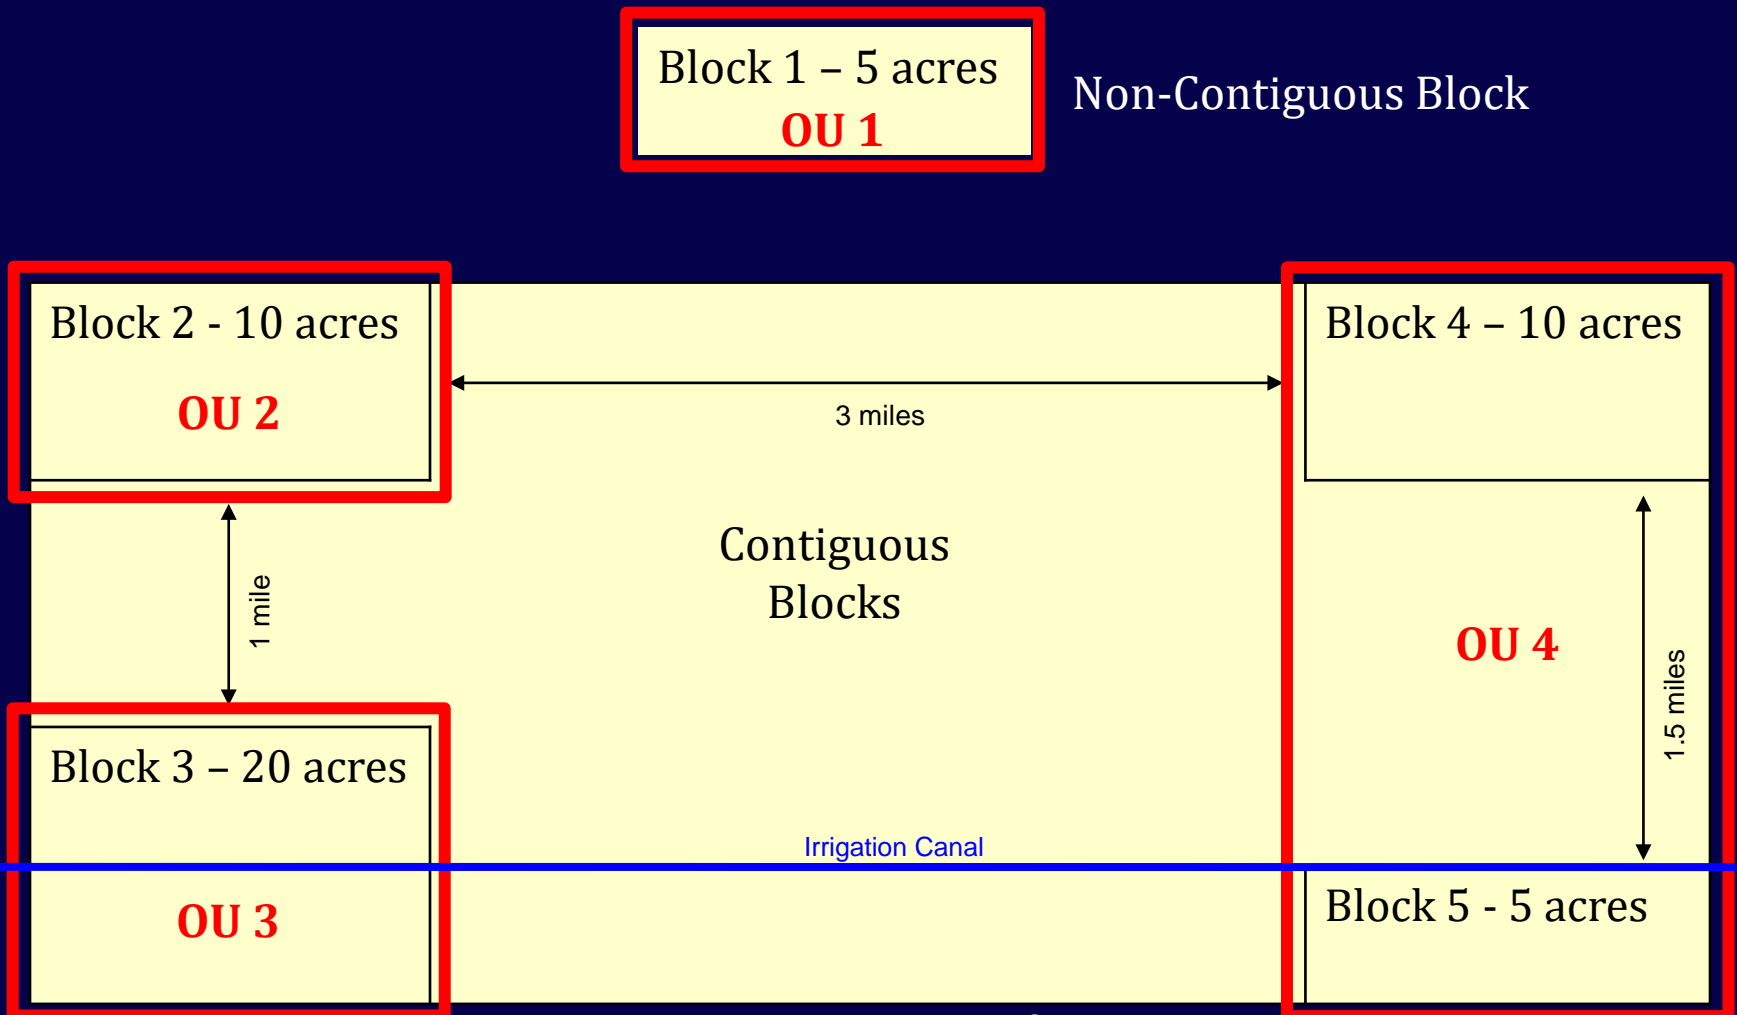 Block 1 – 5 acres
OU 1
Non-Contiguous Block
Block 2 - 10 acres
OU 2
3 miles
Block 4 – 10 acres
1 mile
Contiguous
Blocks
OU 4
1.5 miles
Block 3 – 20 acres
Irrigation Canal
OU 3
Block 5 - 5 acres